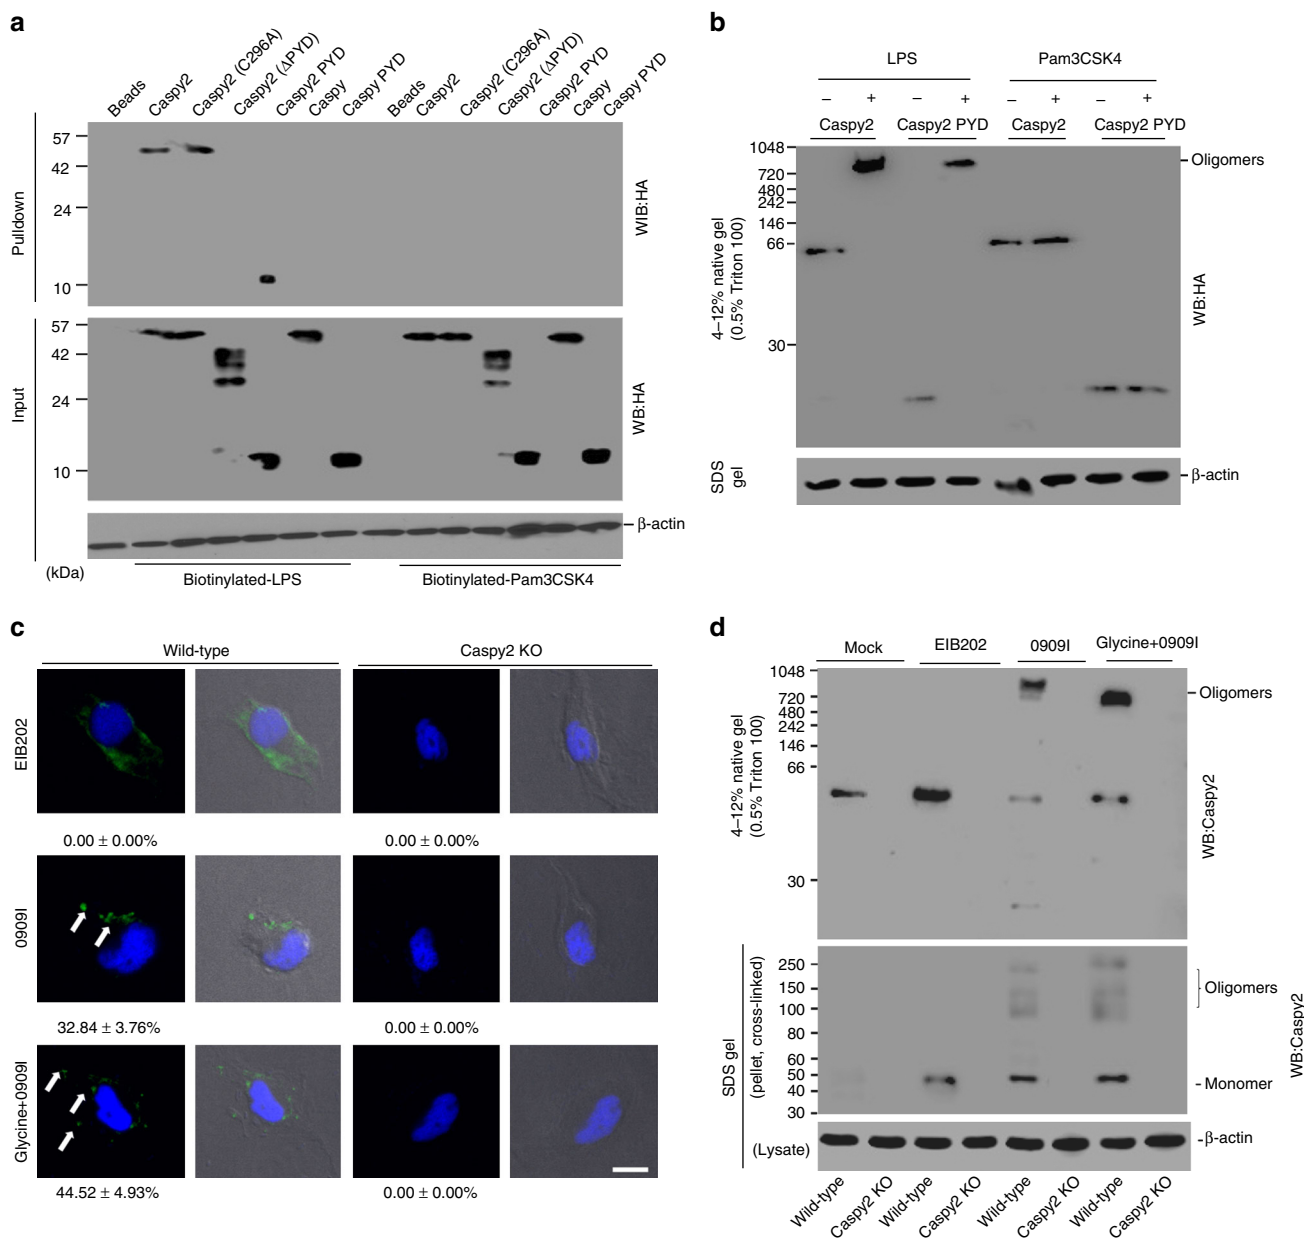 a
Beads
Caspy2
Caspy2 (C296A)
Caspy2 (ΔPYD)
Caspy2 PYD
Caspy
Caspy PYD
Beads
Caspy2
Caspy2 (C296A)
Caspy2 (ΔPYD)
Caspy2 PYD
Caspy
Caspy PYD
Pulldown
57
42
24
10
WIB:HA
Input
57
42
24
10
WB:HA
β-actin
(kDa)
Biotinylated-LPS
Biotinylated-Pam3CSK4
b
LPS
Pam3CSK4
– + – + – + – +
Caspy2
Caspy2 PYD
Caspy2
Caspy2 PYD
4–12% native gel
(0.5% Triton 100)
1048
720
480
242
146
66
30
Oligomers
WB:HA
SDS
gel
β-actin
c
Wild-type
Caspy2 KO
EIB202
0.00 ± 0.00%
0.00 ± 0.00%
0909I
32.84 ± 3.76%
0.00 ± 0.00%
Glycine+0909I
44.52 ± 4.93%
0.00 ± 0.00%
d
Mock
EIB202
0909I
Glycine+0909I
4–12% native gel
(0.5% Triton 100)
1048
720
480
242
146
66
30
Oligomers
WB:Caspy2
SDS gel
(pellet, cross-linked)
250
150
100
80
60
50
40
30
Oligomers
Monomer
WB:Caspy2
(Lysate)
β-actin
Wild-type
Caspy2 KO
Wild-type
Caspy2 KO
Wild-type
Caspy2 KO
Wild-type
Caspy2 KO